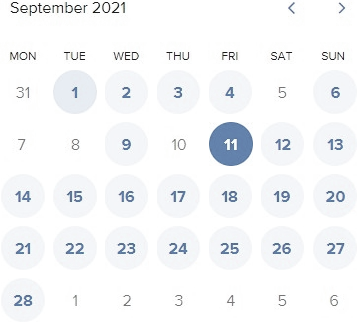 September 2021
MON TUE WED THU FRI SAT SUN
31 1 2 3 4 5 6
7 8 9 10 11 12 13
14 15 16 17 18 19 20
21 22 23 24 25 26 27
28 1 2 3 4 5 6